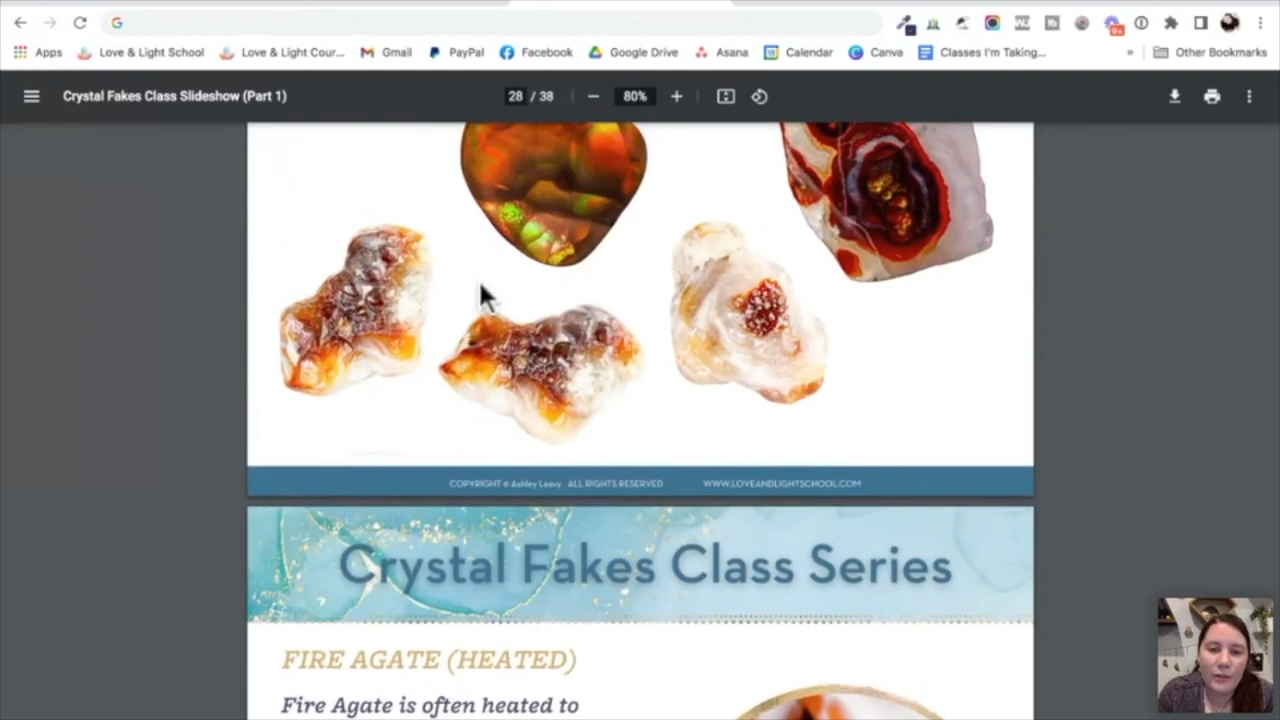 Apps
Love & Light School
Love & Light Cour...
Gmail
PayPal
Facebook
Google Drive
Asana
Calendar
Canva
Classes I'm Taking...
»
Other Bookmarks
Crystal Fakes Class Slideshow (Part 1)
28 / 38
80%
COPYRIGHT © Ashley Leavy . ALL RIGHTS RESERVED
WWW.LOVEANDLIGHTSCHOOL.COM
Crystal Fakes Class Series
FIRE AGATE (HEATED)
Fire Agate is often heated to